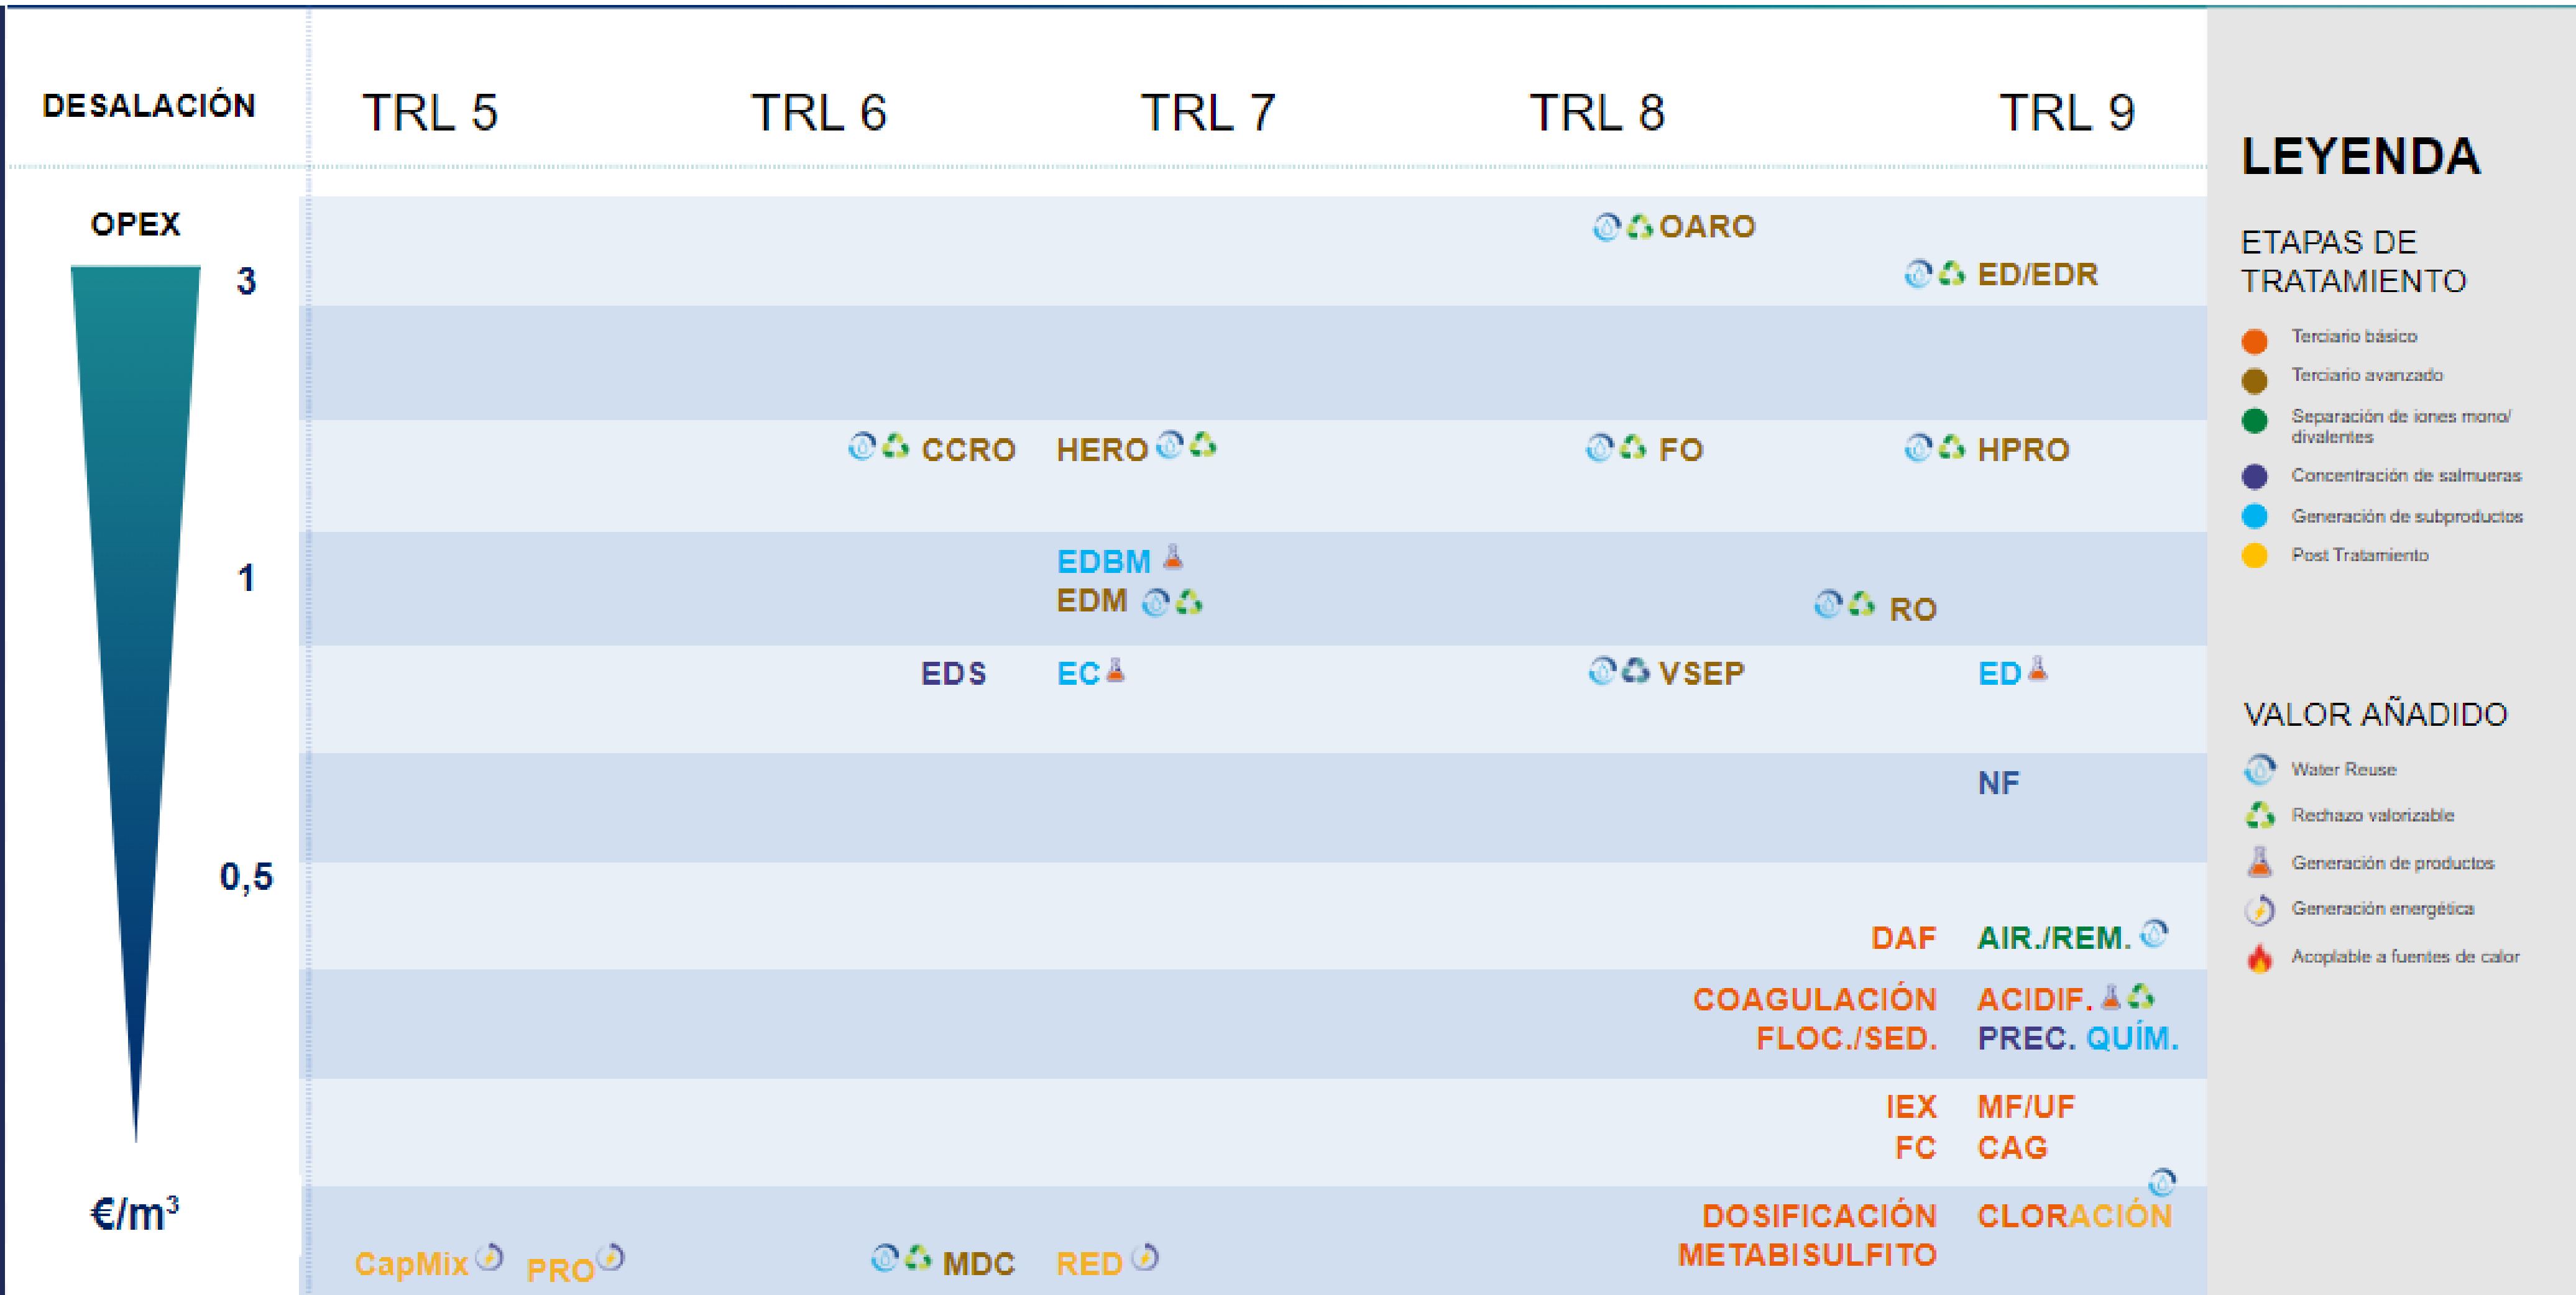 DESALACIÓN
TRL 5
TRL 6
TRL 7
TRL 8
TRL 9
OPEX
3
1
0,5
€/m³
OARO
ED/EDR
CCRO
HERO
FO
HPRO
EDBM
EDM
RO
EDS
EC
VSEP
ED
NF
DAF
AIR./REM.
COAGULACIÓN
ACIDIF.
FLOC./SED.
PREC. QUÍM.
IEX
MF/UF
FC
CAG
DOSIFICACIÓN
CLORACIÓN
METABISULFITO
CapMix
PRO
MDC
RED
LEYENDA
ETAPAS DE
TRATAMIENTO
Terciario básico
Terciario avanzado
Separación de iones mono/
divalentes
Concentración de salmueras
Generación de subproductos
Post Tratamiento
VALOR AÑADIDO
Water Reuse
Rechazo valorizable
Generación de productos
Generación energética
Acoplable a fuentes de calor